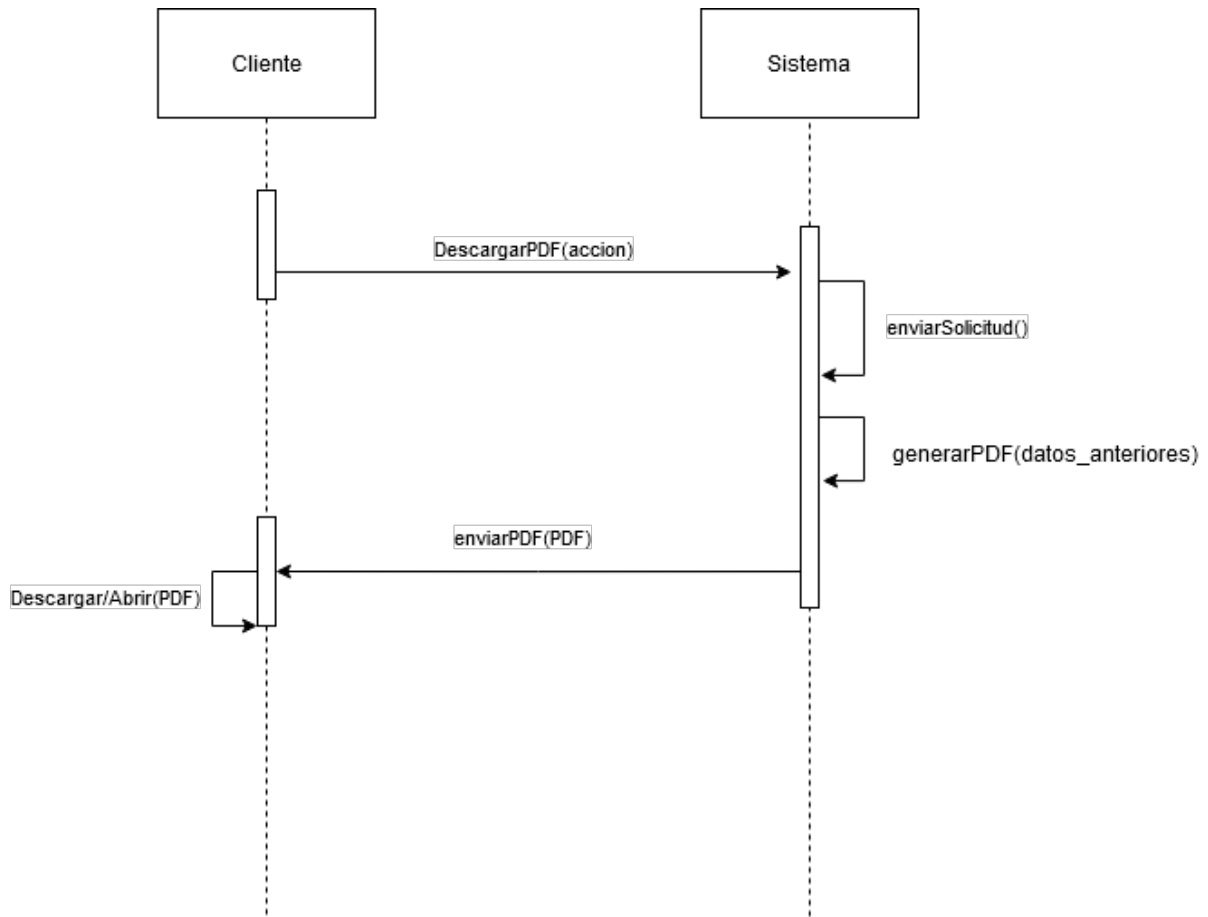 Cliente
Sistema
DescargarPDF(accion)
enviarSolicitud()
generarPDF(datos_anteriores)
enviarPDF(PDF)
Descargar/Abrir(PDF)